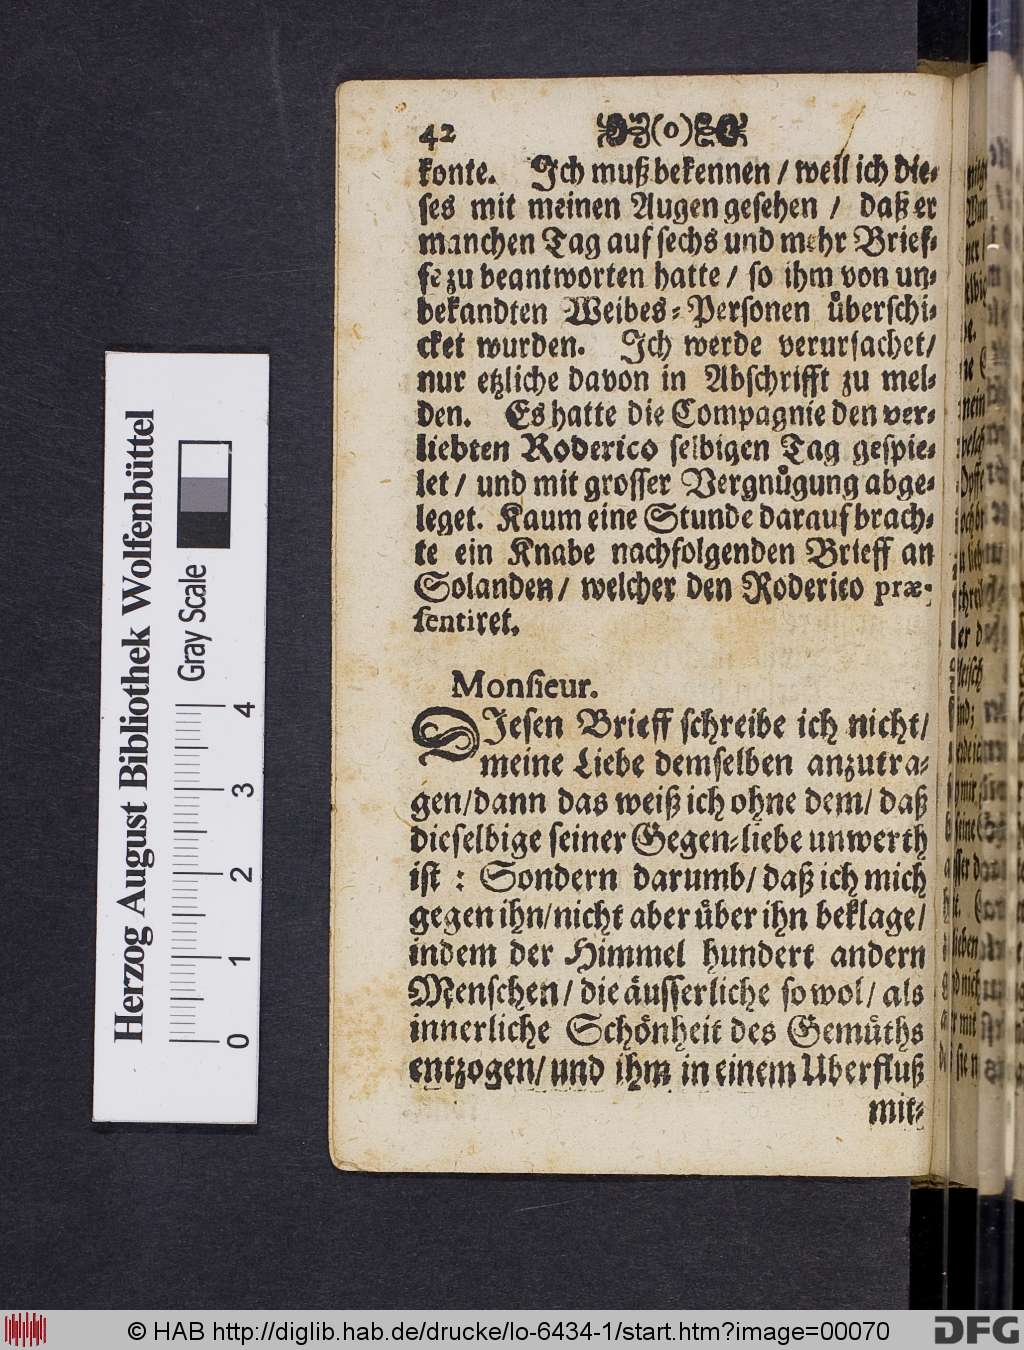 42 (o)
konte. Ich muß bekennen / weil ich die-
ses mit meinen Augen gesehen / daß er
manchen Tag auf sechs und mehr Brief-
fe zu beantworten hatte / so ihm von un-
bekandten Weibes-Personen uͤberschi-
cket wurden. Ich werde verursachet /
nur etzliche davon in Abschrifft zu mel-
den. Es hatte die Compagnie den ver-
liebten Roderico selbigen Tag gespie-
let / und mit grosser Vergnuͤgung abge-
leget. Kaum eine Stunde darauf brach-
te ein Knabe nachfolgenden Brieff an
Solanden / welcher den Roderico præ-
sentiret.
Monsieur.
DIesen Brieff schreibe ich nicht /
meine Liebe demselben anzutra-
gen / dann das weiß ich ohne dem / daß
dieselbige seiner Gegen-liebe unwerth
ist : Sondern darumb / daß ich mich
gegen ihn / nicht aber uͤber ihn beklage /
indem der Himmel hundert andern
Menschen / die äusserliche so wol / als
innerliche Schönheit des Gemuͤths
entzogen / und ihm in einem Uberfluß
mit-
Herzog August Bibliothek Wolfenbüttel
Gray Scale
0 1 2 3 4
© HAB http://diglib.hab.de/drucke/lo-6434-1/start.htm?image=00070
DFG